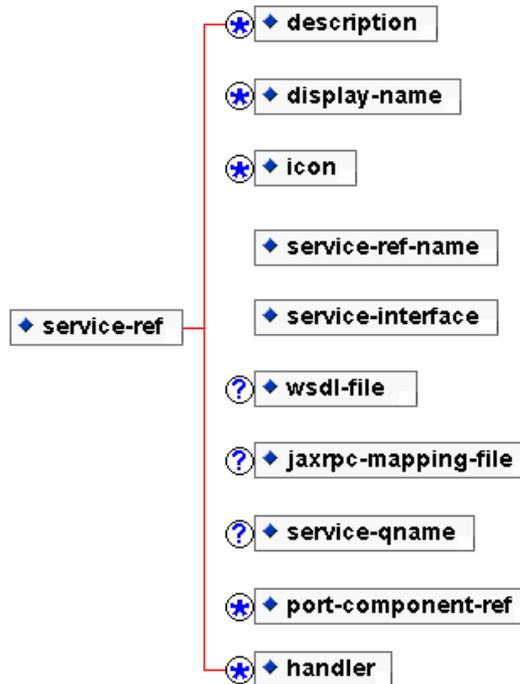 * description
* display-name
* icon
service-ref-name
service-interface
service-ref
? wsdl-file
? jaxrpc-mapping-file
? service-qname
* port-component-ref
* handler